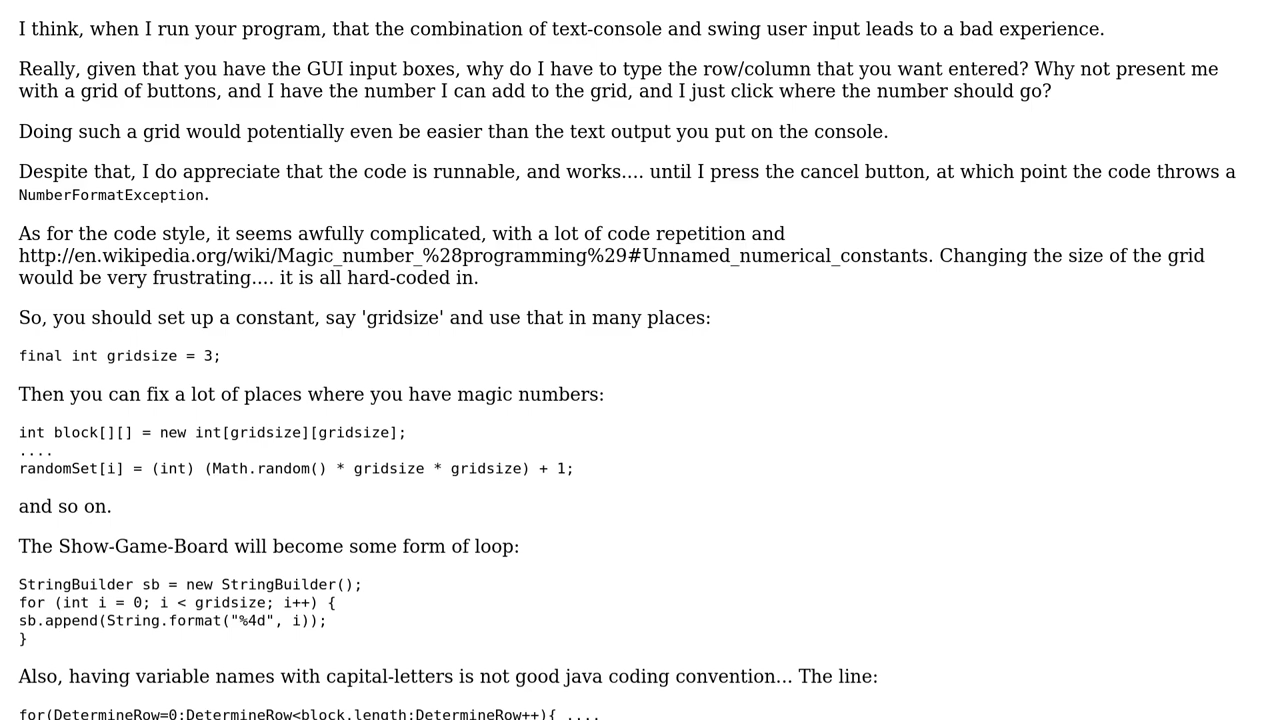 I think, when I run your program, that the combination of text-console and swing user input leads to a bad experience.
Really, given that you have the GUI input boxes, why do I have to type the row/column that you want entered? Why not present me
with a grid of buttons, and I have the number I can add to the grid, and I just click where the number should go?
Doing such a grid would potentially even be easier than the text output you put on the console.
Despite that, I do appreciate that the code is runnable, and works.... until I press the cancel button, at which point the code throws a
NumberFormatException.
As for the code style, it seems awfully complicated, with a lot of code repetition and
http://en.wikipedia.org/wiki/Magic_number_%28programming%29#Unnamed_numerical_constants. Changing the size of the grid
would be very frustrating.... it is all hard-coded in.
So, you should set up a constant, say 'gridsize' and use that in many places:
final int gridsize = 3;
Then you can fix a lot of places where you have magic numbers:
int block[][] = new int[gridsize][gridsize];
....
randomSet[i] = (int) (Math.random() * gridsize * gridsize) + 1;
and so on.
The Show-Game-Board will become some form of loop:
StringBuilder sb = new StringBuilder();
for (int i = 0; i < gridsize; i++) {
sb.append(String.format("%4d", i));
}
Also, having variable names with capital-letters is not good java coding convention... The line:
for(DetermineRow=0;DetermineRow<block.length;DetermineRow++){ ....